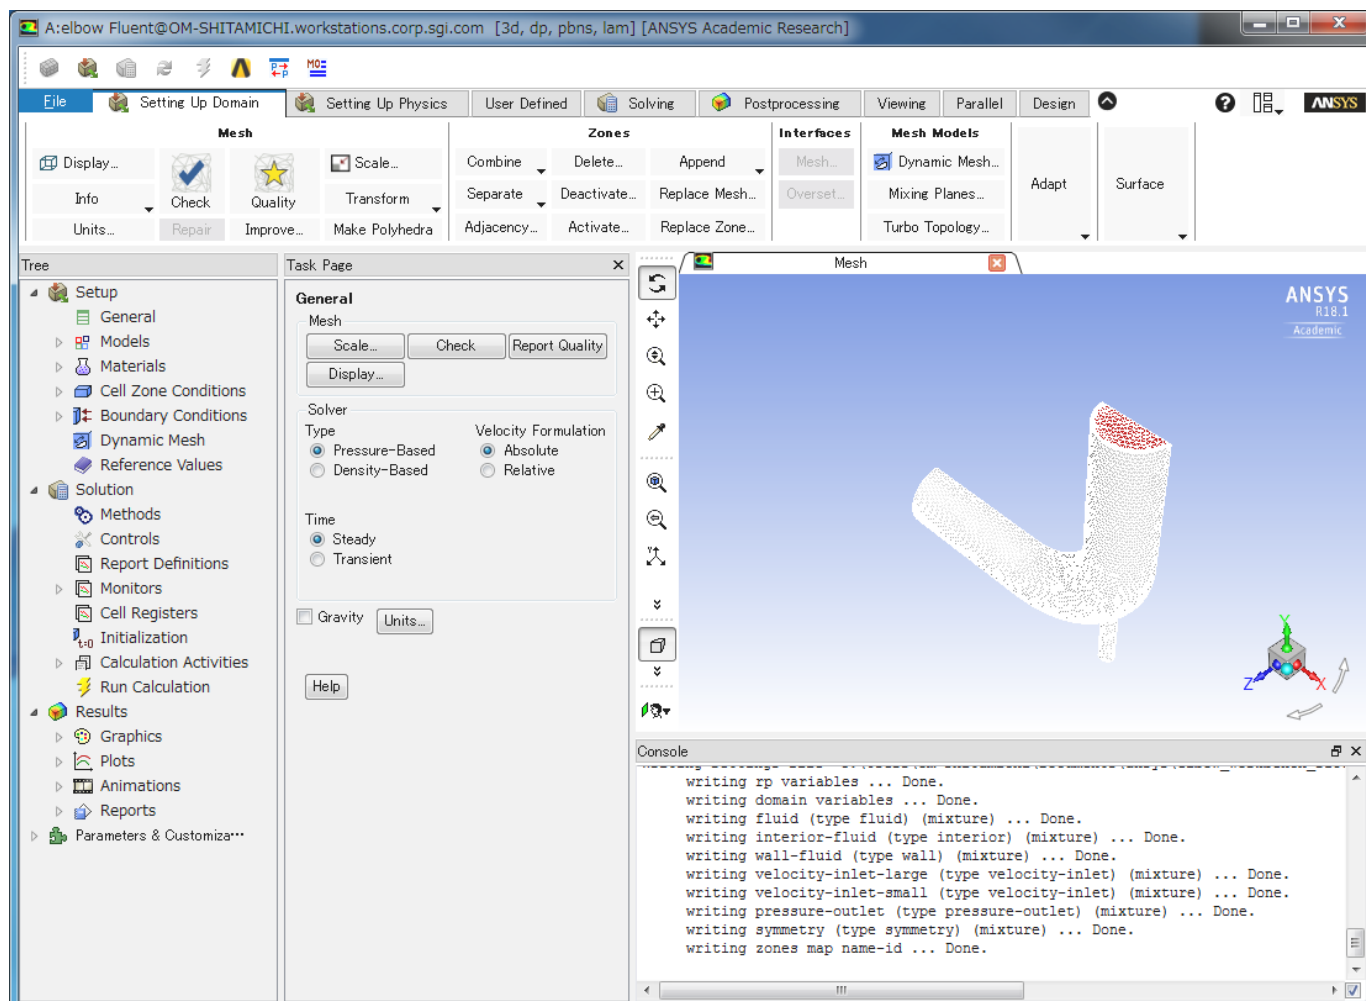 A:elbow Fluent@OM-SHITAMICHI.workstations.corp.sgi.com [3d, dp, pbns, lam] [ANSYS Academic Research]
File Setting Up Domain Setting Up Physics User Defined Solving Postprocessing Viewing Parallel Design ANSYS
Mesh Zones Interfaces Mesh Models
Display... Scale... Combine Delete... Append Mesh... Dynamic Mesh...
Info Check Quality Transform Separate Deactivate... Replace Mesh... Overset... Mixing Planes... Adapt Surface
Units... Repair Improve... Make Polyhedra Adjacency... Activate... Replace Zone... Turbo Topology...
Tree
Setup
General
Models
Materials
Cell Zone Conditions
Boundary Conditions
Dynamic Mesh
Reference Values
Solution
Methods
Controls
Report Definitions
Monitors
Cell Registers
t=0 Initialization
Calculation Activities
Run Calculation
Results
Graphics
Plots
Animations
Reports
Parameters & Customiza...
Task Page
General
Mesh
Scale... Check Report Quality
Display...
Solver
Type Velocity Formulation
Pressure-Based Absolute
Density-Based Relative
Time
Steady
Transient
Gravity Units...
Help
Mesh
ANSYS
R18.1
Academic
Y
Z X
Console
writing rp variables ... Done.
writing domain variables ... Done.
writing fluid (type fluid) (mixture) ... Done.
writing interior-fluid (type interior) (mixture) ... Done.
writing wall-fluid (type wall) (mixture) ... Done.
writing velocity-inlet-large (type velocity-inlet) (mixture) ... Done.
writing velocity-inlet-small (type velocity-inlet) (mixture) ... Done.
writing pressure-outlet (type pressure-outlet) (mixture) ... Done.
writing symmetry (type symmetry) (mixture) ... Done.
writing zones map name-id ... Done.